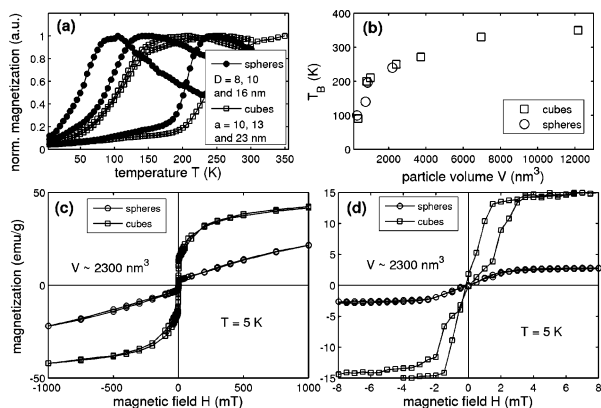 (a)
norm. magnetization (a.u.)
1
0.8
0.6
0.4
0.2
0
spheres
D = 8, 10
and 16 nm
cubes
a = 10, 13
and 23 nm
50 100 150 200 250 300 350
temperature T (K)
(b)
T_B (K)
400
300
200
100
0
cubes
spheres
0 2000 4000 6000 8000 10000 12000
particle volume V (nm³)
(c)
magnetization (emu/g)
50
0
-50
spheres
cubes
V ~ 2300 nm³
T = 5 K
-1000 -500 0 500 1000
magnetic field H (mT)
(d)
15
10
5
0
-5
-10
-15
spheres
cubes
V ~ 2300 nm³
T = 5 K
-8 -6 -4 -2 0 2 4 6 8
magnetic field H (mT)